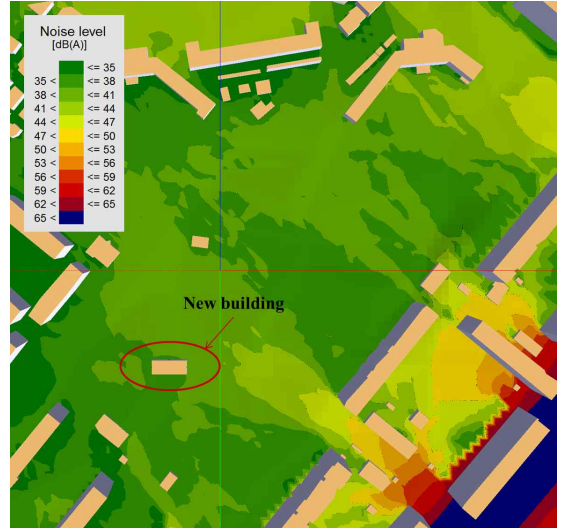 Noise level
[dB(A)]
<= 35
35 < <= 38
38 < <= 41
41 < <= 44
44 < <= 47
47 < <= 50
50 < <= 53
53 < <= 56
56 < <= 59
59 < <= 62
62 < <= 65
65 <
New building